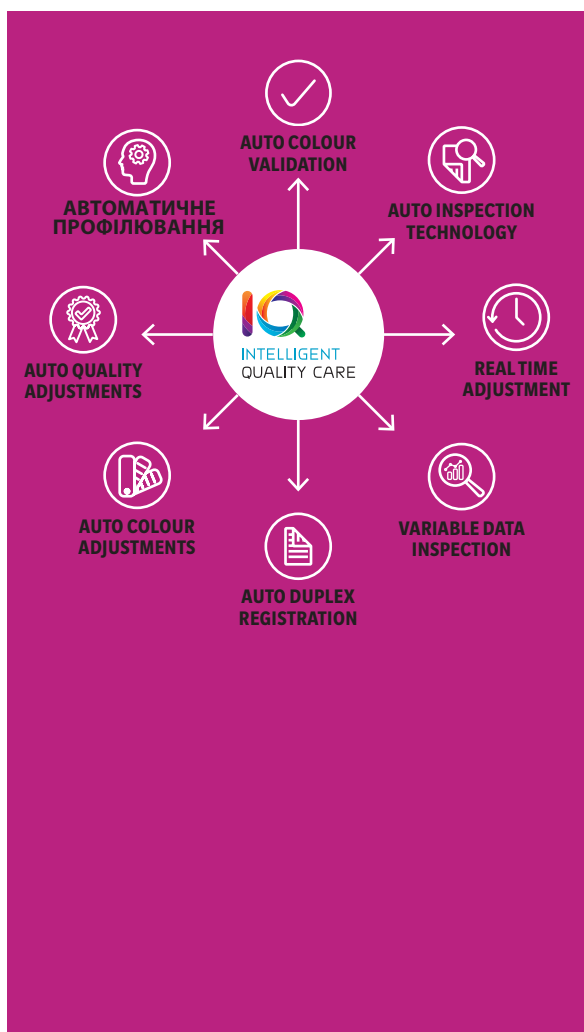 AUTO COLOUR
VALIDATION
АВТОМАТИЧНЕ
ПРОФІЛЮВАННЯ
AUTO INSPECTION
TECHNOLOGY
IQ
INTELLIGENT
QUALITY CARE
AUTO QUALITY
ADJUSTMENTS
REAL TIME
ADJUSTMENT
AUTO COLOUR
ADJUSTMENTS
VARIABLE DATA
INSPECTION
AUTO DUPLEX
REGISTRATION